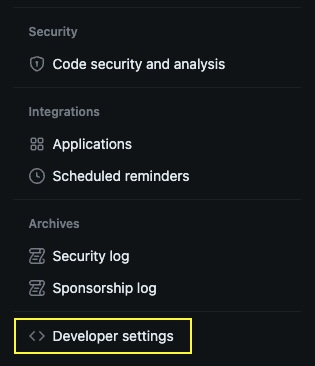 Security
Code security and analysis
Integrations
Applications
Scheduled reminders
Archives
Security log
Sponsorship log
Developer settings